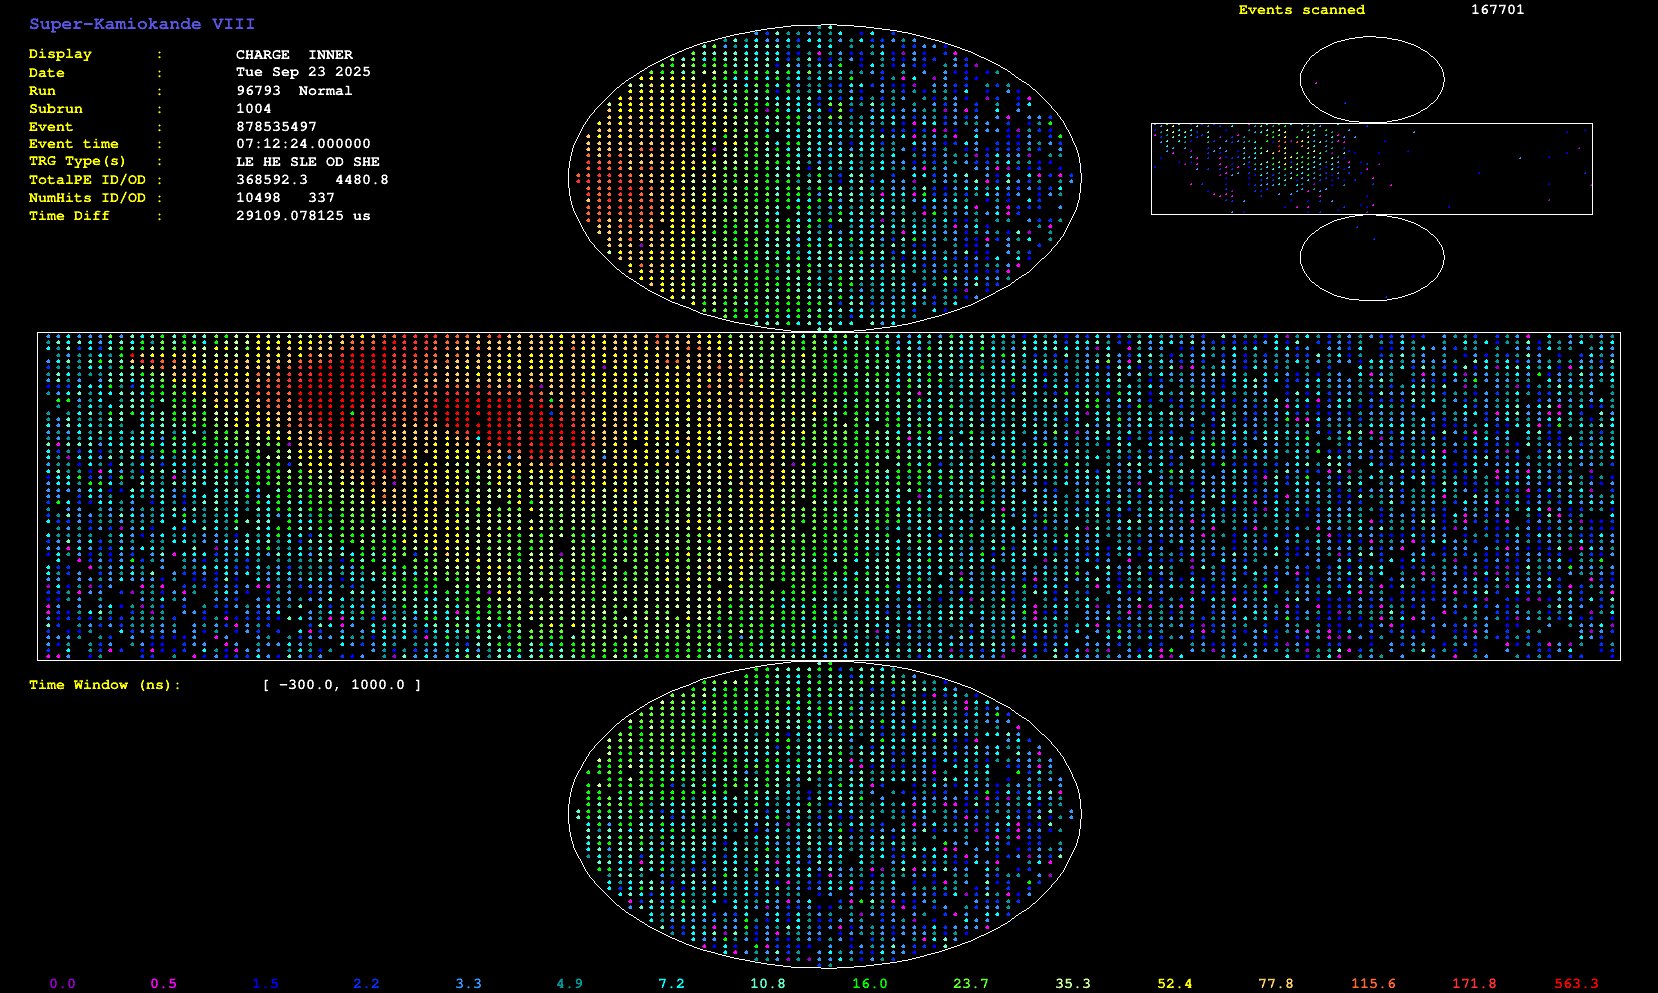 Super-Kamiokande VIII
Events scanned 167701
Display : CHARGE INNER
Date : Tue Sep 23 2025
Run : 96793 Normal
Subrun : 1004
Event : 878535497
Event time : 07:12:24.000000
TRG Type(s) : LE HE SLE OD SHE
TotalPE ID/OD : 368592.3 4480.8
NumHits ID/OD : 10498 337
Time Diff : 29109.078125 us
Time Window (ns): [ -300.0, 1000.0 ]
0.0 0.5 1.5 2.2 3.3 4.9 7.2 10.8 16.0 23.7 35.3 52.4 77.8 115.6 171.8 563.3